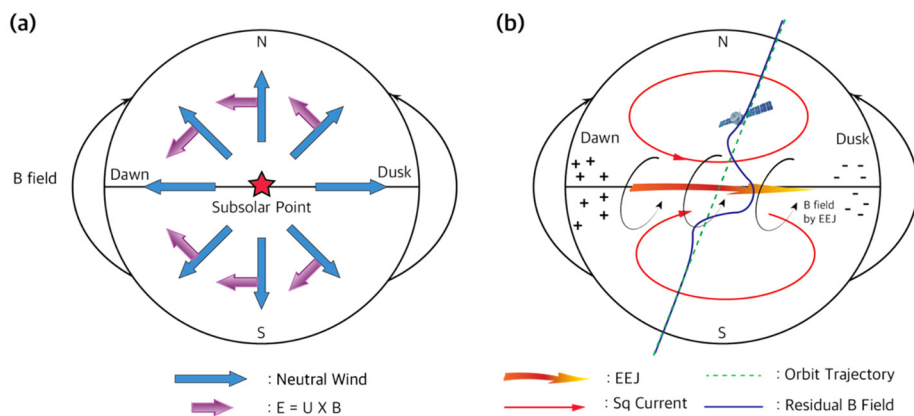 (a)
N
B field
Dawn
Dusk
Subsolar Point
S
: Neutral Wind
: E = U X B
(b)
N
Dawn
Dusk
+ + + + + + +
- - - - - - - -
B field
by EEJ
S
: EEJ
: Orbit Trajectory
: Sq Current
: Residual B Field